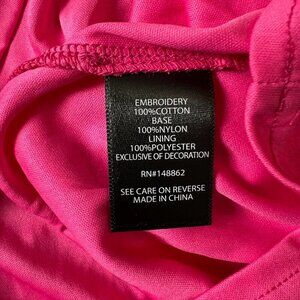 EMBROIDERY
100%COTTON
BASE
100%NYLON
LINING
100%POLYESTER
EXCLUSIVE OF DECORATION
RN#148862
SEE CARE ON REVERSE
MADE IN CHINA